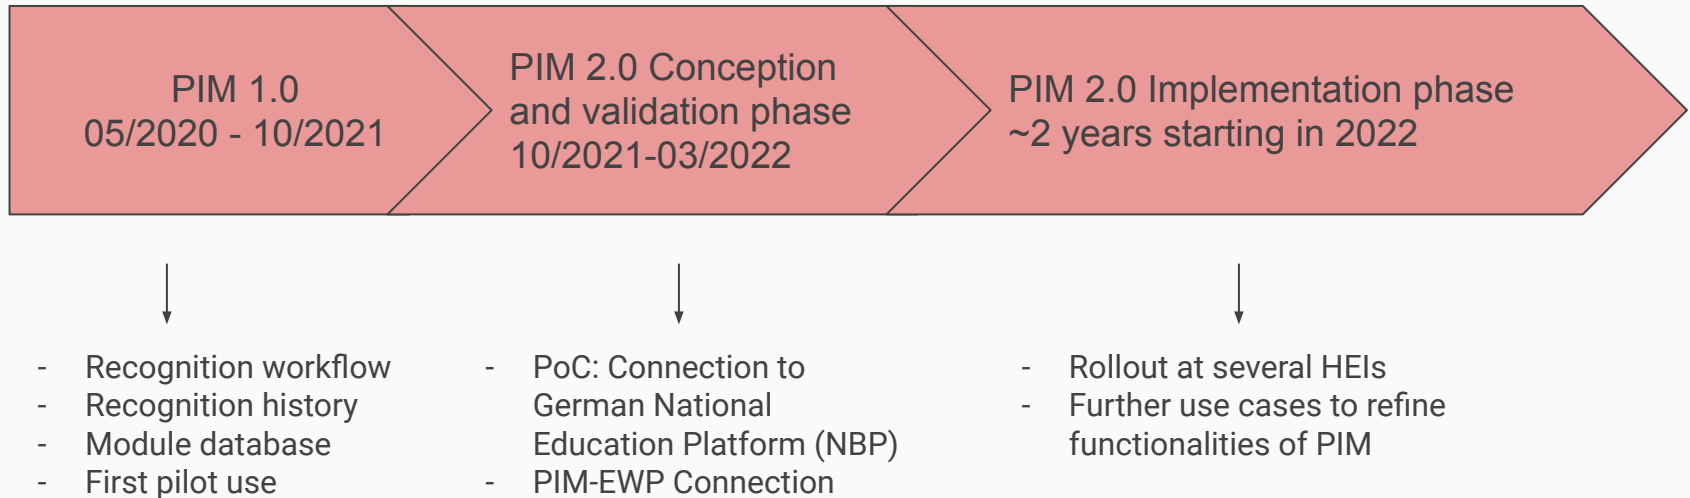 PIM 1.0
05/2020 - 10/2021
PIM 2.0 Conception
and validation phase
10/2021-03/2022
PIM 2.0 Implementation phase
~2 years starting in 2022
- Recognition workflow
- Recognition history
- Module database
- First pilot use
- PoC: Connection to
German National
Education Platform (NBP)
- PIM-EWP Connection
- Rollout at several HEIs
- Further use cases to refine
functionalities of PIM